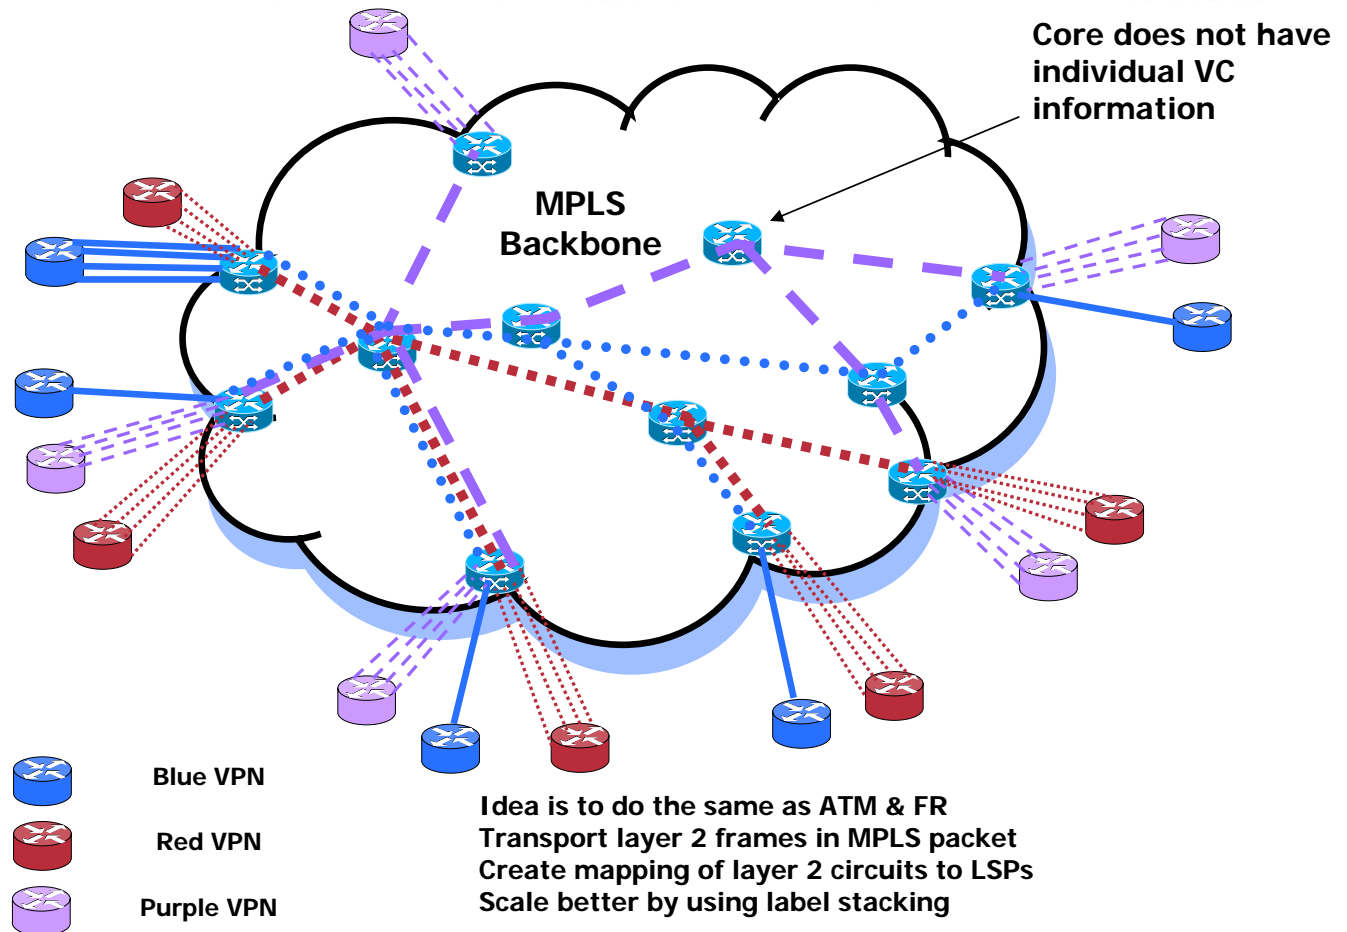 Core does not have
individual VC
information
MPLS
Backbone
Blue VPN
Red VPN
Purple VPN
Idea is to do the same as ATM & FR
Transport layer 2 frames in MPLS packet
Create mapping of layer 2 circuits to LSPs
Scale better by using label stacking